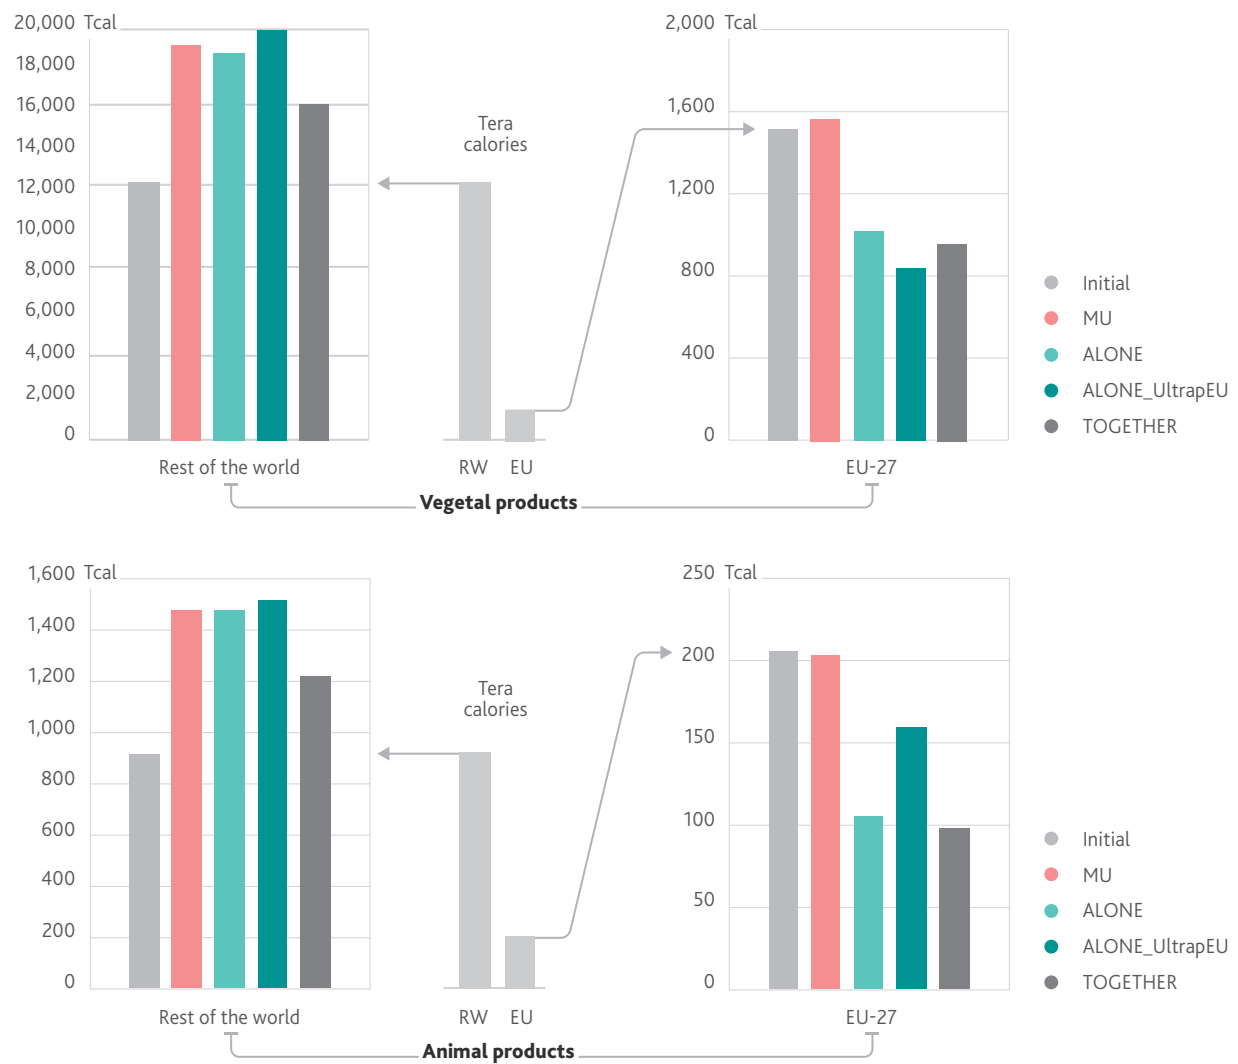 20,000 Tcal
18,000
16,000
14,000
12,000
10,000
8,000
6,000
4,000
2,000
0
Rest of the world
Tera
calories
RW EU
2,000 Tcal
1,600
1,200
800
400
0
EU-27
Initial
MU
ALONE
ALONE_UltrapEU
TOGETHER
Vegetal products
1,600 Tcal
1,400
1,200
1,000
800
600
400
200
0
Rest of the world
Tera
calories
RW EU
250 Tcal
200
150
100
50
0
EU-27
Initial
MU
ALONE
ALONE_UltrapEU
TOGETHER
Animal products